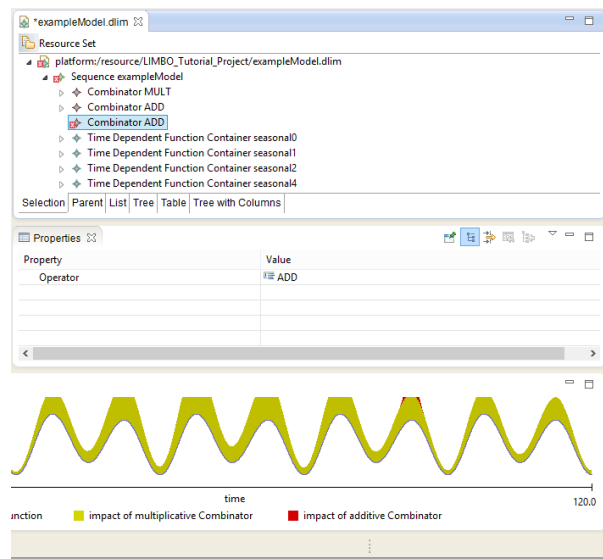 *exampleModel.dlim
Resource Set
platform:/resource/LIMBO_Tutorial_Project/exampleModel.dlim
Sequence exampleModel
Combinator MULT
Combinator ADD
Combinator ADD
Time Dependent Function Container seasonal0
Time Dependent Function Container seasonal1
Time Dependent Function Container seasonal2
Time Dependent Function Container seasonal4
Selection Parent List Tree Table Tree with Columns
Properties
Property Value
Operator ADD
time
120.0
unction impact of multiplicative Combinator impact of additive Combinator